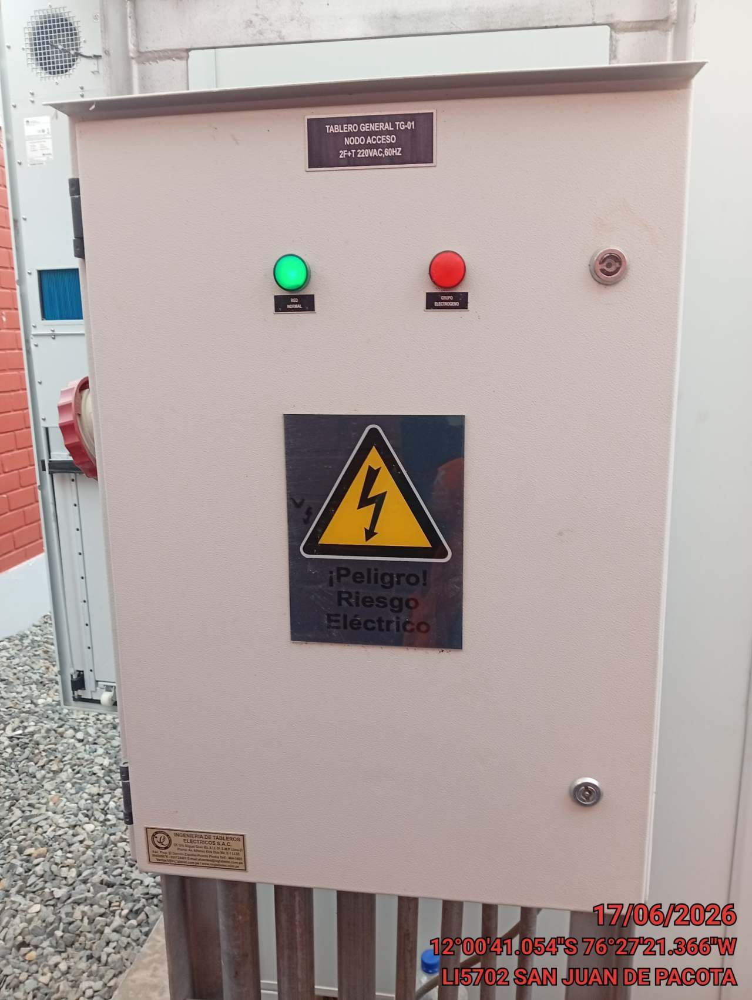 TABLERO GENERAL TG-01
NODO ACCESO
2F+T 220VAC,60HZ
RED
NORMAL
GRUPO
ELECTROGENO
¡Peligro!
Riesgo
Eléctrico
INGENIERIA DE TABLEROS
ELECTRICOS S.A.C.
17/06/2026
12°00'41.054"S 76°27'21.366"W
LI5702 SAN JUAN DE PACOTA